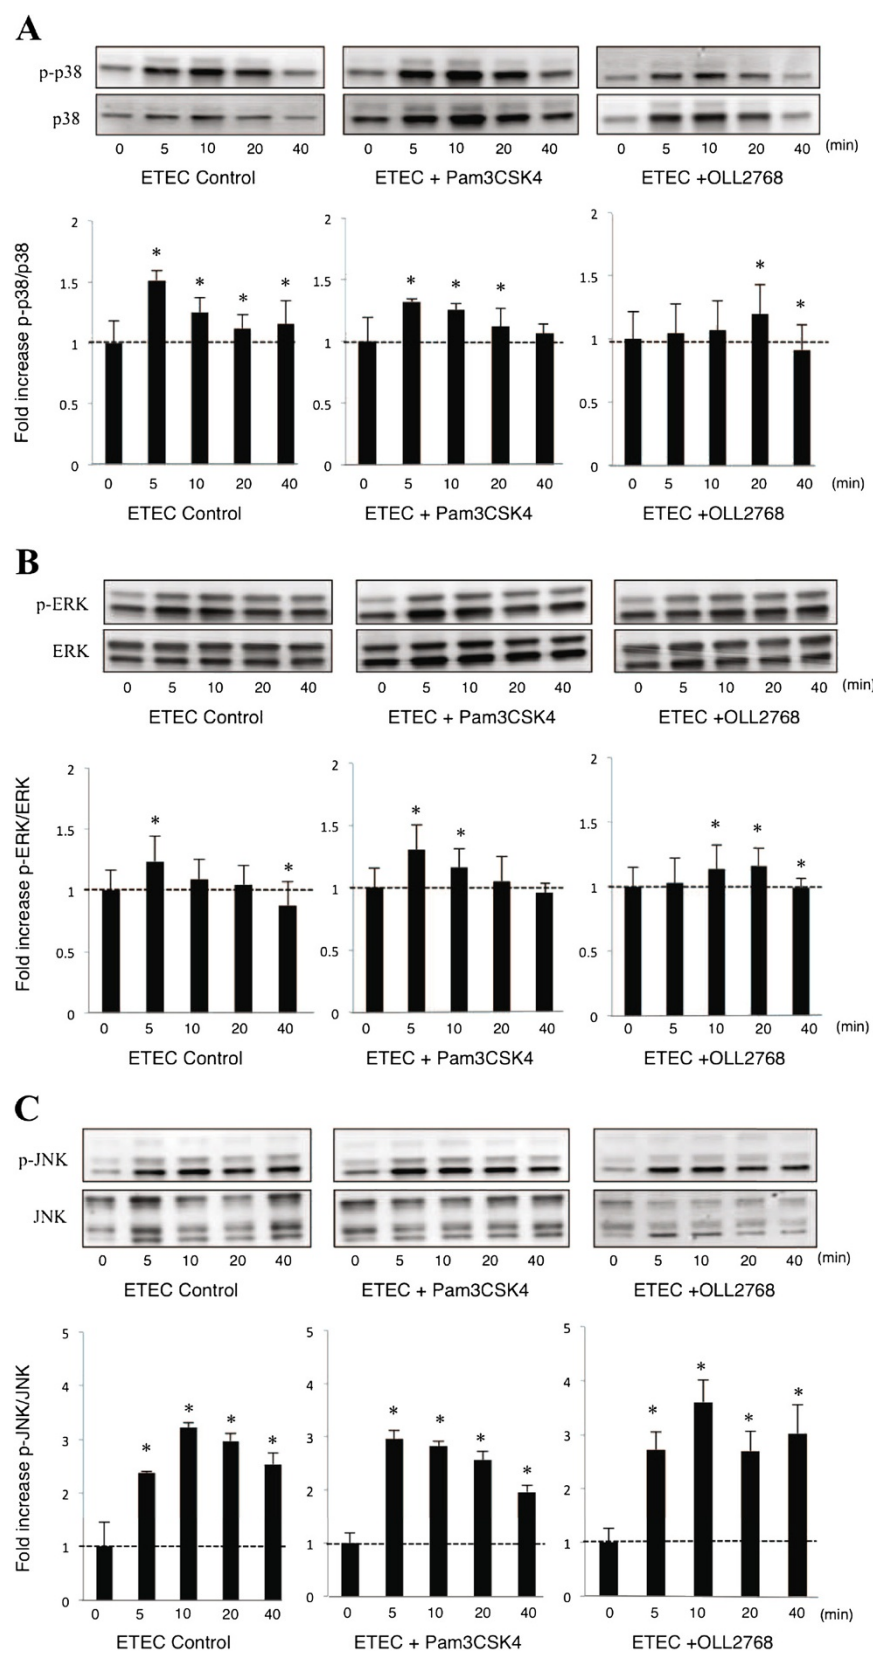 A
p-p38
p38
0 5 10 20 40 0 5 10 20 40 0 5 10 20 40 (min)
ETEC Control ETEC + Pam3CSK4 ETEC +OLL2768
Fold increase p-p38/p38
2 2 2
1.5 1.5 1.5
1 1 1
0.5 0.5 0.5
0 0 0
* * * * * * * * *
0 5 10 20 40 0 5 10 20 40 0 5 10 20 40 (min)
ETEC Control ETEC + Pam3CSK4 ETEC +OLL2768
B
p-ERK
ERK
0 5 10 20 40 0 5 10 20 40 0 5 10 20 40 (min)
ETEC Control ETEC + Pam3CSK4 ETEC +OLL2768
Fold increase p-ERK/ERK
2 2 2
1.5 1.5 1.5
1 1 1
0.5 0.5 0.5
0 0 0
* * * * * * *
0 5 10 20 40 0 5 10 20 40 0 5 10 20 40 (min)
ETEC Control ETEC + Pam3CSK4 ETEC +OLL2768
C
p-JNK
JNK
0 5 10 20 40 0 5 10 20 40 0 5 10 20 40 (min)
ETEC Control ETEC + Pam3CSK4 ETEC +OLL2768
Fold increase p-JNK/JNK
5 5 5
4 4 4
3 3 3
2 2 2
1 1 1
0 0 0
* * * * * * * * * * * *
0 5 10 20 40 0 5 10 20 40 0 5 10 20 40 (min)
ETEC Control ETEC + Pam3CSK4 ETEC +OLL2768